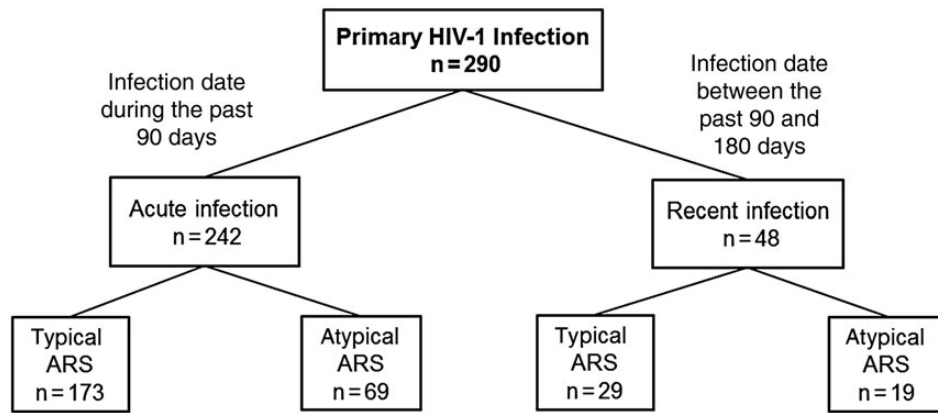 Primary HIV-1 Infection
n=290
Infection date
during the past
90 days
Infection date
between the
past 90 and
180 days
Acute infection
n=242
Recent infection
n=48
Typical
ARS
n=173
Atypical
ARS
n=69
Typical
ARS
n=29
Atypical
ARS
n=19